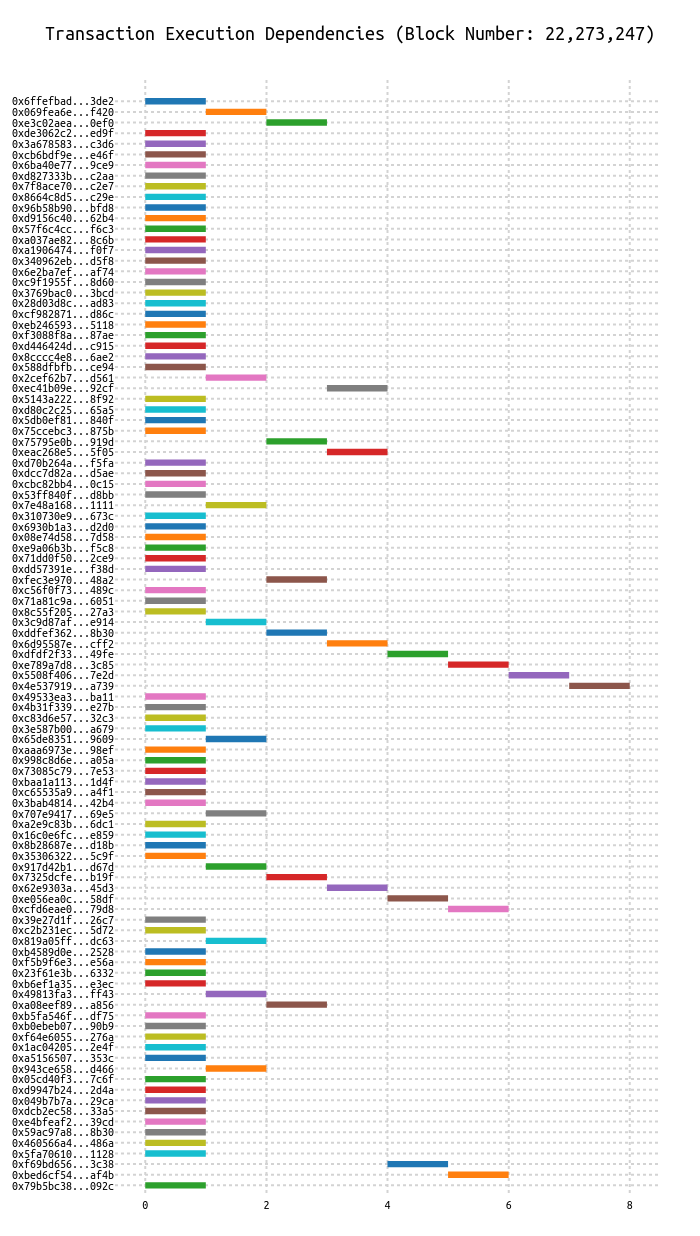 Transaction Execution Dependencies (Block Number: 22,273,247)
0x6ffefbad...3de2
0x069fea6e...f420
0xe3c02aea...0ef0
0xde3062c2...ed9f
0x3a678583...c3d6
0xcb6bdf9e...e46f
0x6ba40e77...9ce9
0xd827333b...c2aa
0x7f8ace70...c2e7
0x8664c8d5...c29e
0x96b58b90...bfd8
0xd9156c40...62b4
0x57f6c4cc...f6c3
0xa037ae82...8c6b
0xa1906474...f0f7
0x340962eb...d5f8
0x6e2ba7ef...af74
0xc9f1955f...8d60
0x3769bac0...3bcd
0x28d03d8c...ad83
0xcf982871...d86c
0xeb246593...5118
0xf3088f8a...87ae
0xd446424d...c915
0x8cccc4e8...6ae2
0x588dfbfb...ce94
0x2cef62b7...d561
0xec41b09e...92cf
0x5143a222...8f92
0xd80c2c25...65a5
0x5db0ef81...840f
0x75ccebc3...875b
0x75795e0b...919d
0xeac268e5...5f05
0xd70b264a...f5fa
0xdcc7d82a...d5ae
0xcbc82bb4...0c15
0x53ff840f...d8bb
0x7e48a168...1111
0x310730e9...673c
0x6930b1a3...d2d0
0x08e74d58...7d58
0xe9a06b3b...f5c8
0x71dd0f50...2ce9
0xdd57391e...f38d
0xfec3e970...48a2
0xc56f0f73...489c
0x71a81c9a...6051
0x8c55f205...27a3
0x3c9d87af...e914
0xddfef362...8b30
0x6d95587e...cff2
0xdfdf2f33...49fe
0xe789a7d8...3c85
0x5508f406...7e2d
0x4e537919...a739
0x49533ea3...ba11
0x4b31f339...e27b
0xc83d6e57...32c3
0x3e587b00...a679
0x65de8351...9609
0xaaa6973e...98ef
0x998c8d6e...a05a
0x73085c79...7e53
0xbaa1a113...1d4f
0xc65535a9...a4f1
0x3bab4814...42b4
0x707e9417...69e5
0xa2e9c83b...6dc1
0x16c0e6fc...e859
0x8b28687e...d18b
0x35306322...5c9f
0x917d42b1...d67d
0x7325dcfe...b19f
0x62e9303a...45d3
0xe056ea0c...58df
0xcfd6eae0...79d8
0x39e27d1f...26c7
0xc2b231ec...5d72
0x819a05ff...dc63
0xb4589d0e...2528
0xf5b9f6e3...e56a
0x23f61e3b...6332
0xb6ef1a35...e3ec
0x49813fa3...ff43
0xa08eef89...a856
0xb5fa546f...df75
0xb0ebeb07...90b9
0xf64e6055...276a
0x1ac04205...2e4f
0xa5156507...353c
0x943ce658...d466
0x05cd40f3...7c6f
0xd9947b24...2d4a
0x049b7b7a...29ca
0xdcb2ec58...33a5
0xe4bfeaf2...39cd
0x59ac97a8...8b30
0x460566a4...486a
0x5fa70610...1128
0xf69bd656...3c38
0xbed6cf54...af4b
0x79b5bc38...092c
0 2 4 6 8